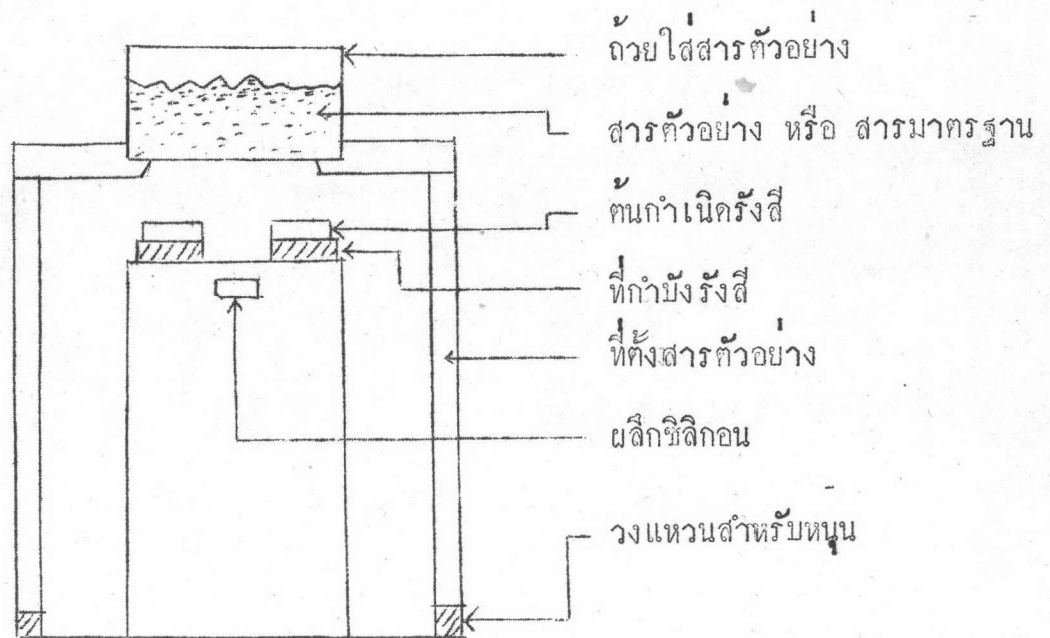 ถ้วยใส่สารตัวอย่าง
สารตัวอย่าง หรือ สารมาตรฐาน
ต้นกำเนิดรังสี
ที่กำบังรังสี
ที่ตั้งสารตัวอย่าง
ผลึกซิลิกอน
วงแหวนสำหรับหนุน